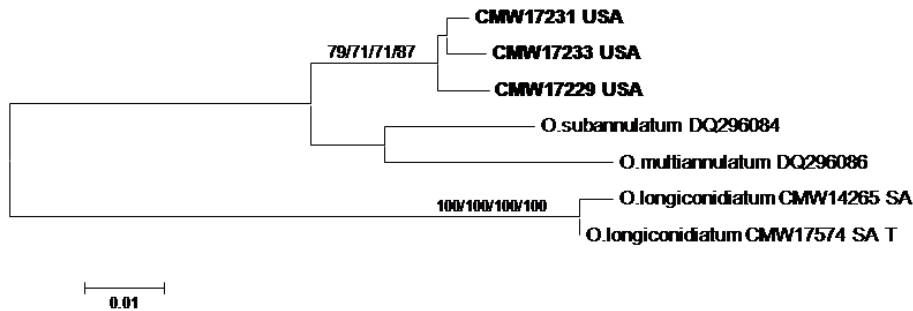 CMW17231 USA
79/71/71/87
CMW17233 USA
CMW17229 USA
O.subannulatum DQ296084
O.multiannulatum DQ296086
O.longiconidiatum CMW14265 SA
100/100/100/100
O.longiconidiatum CMW17574 SA T
0.01